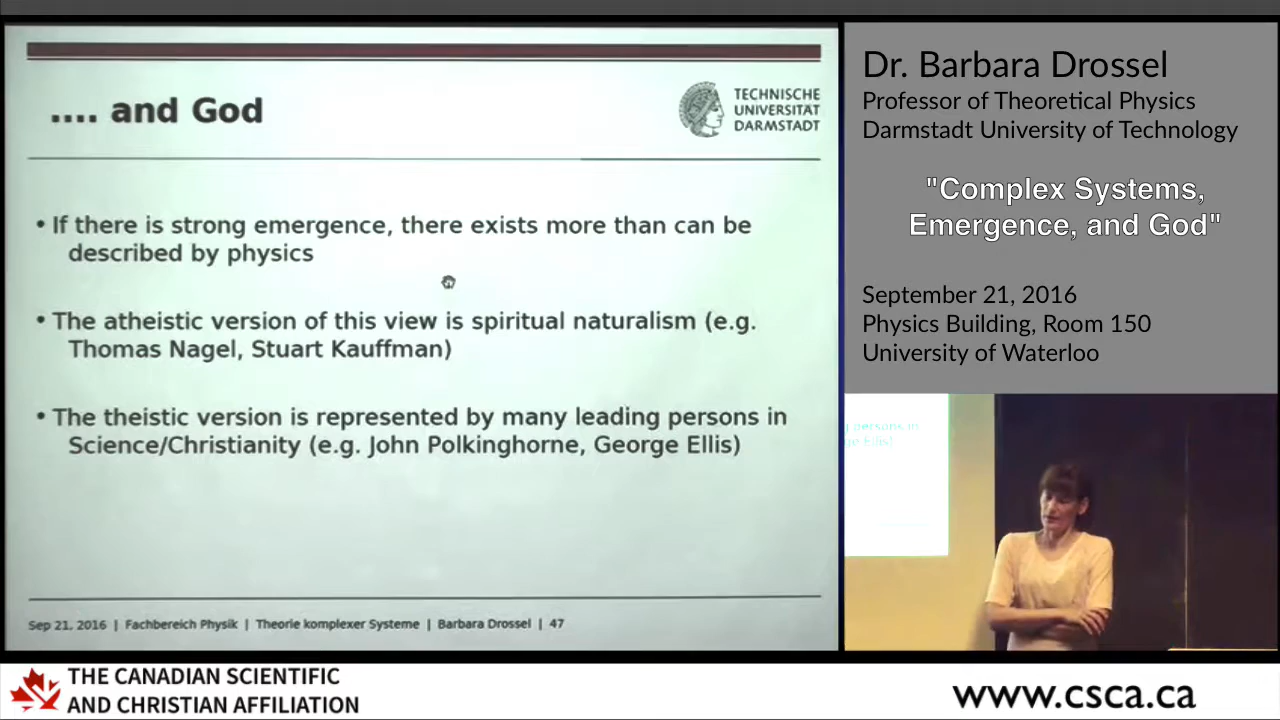 .... and God
TECHNISCHE
UNIVERSITÄT
DARMSTADT
• If there is strong emergence, there exists more than can be
described by physics
• The atheistic version of this view is spiritual naturalism (e.g.
Thomas Nagel, Stuart Kauffman)
• The theistic version is represented by many leading persons in
Science/Christianity (e.g. John Polkinghorne, George Ellis)
Sep 21, 2016 | Fachbereich Physik | Theorie komplexer Systeme | Barbara Drossel | 47
Dr. Barbara Drossel
Professor of Theoretical Physics
Darmstadt University of Technology
"Complex Systems,
Emergence, and God"
September 21, 2016
Physics Building, Room 150
University of Waterloo
g persons in
ge Ellis)
THE CANADIAN SCIENTIFIC
AND CHRISTIAN AFFILIATION
www.csca.ca